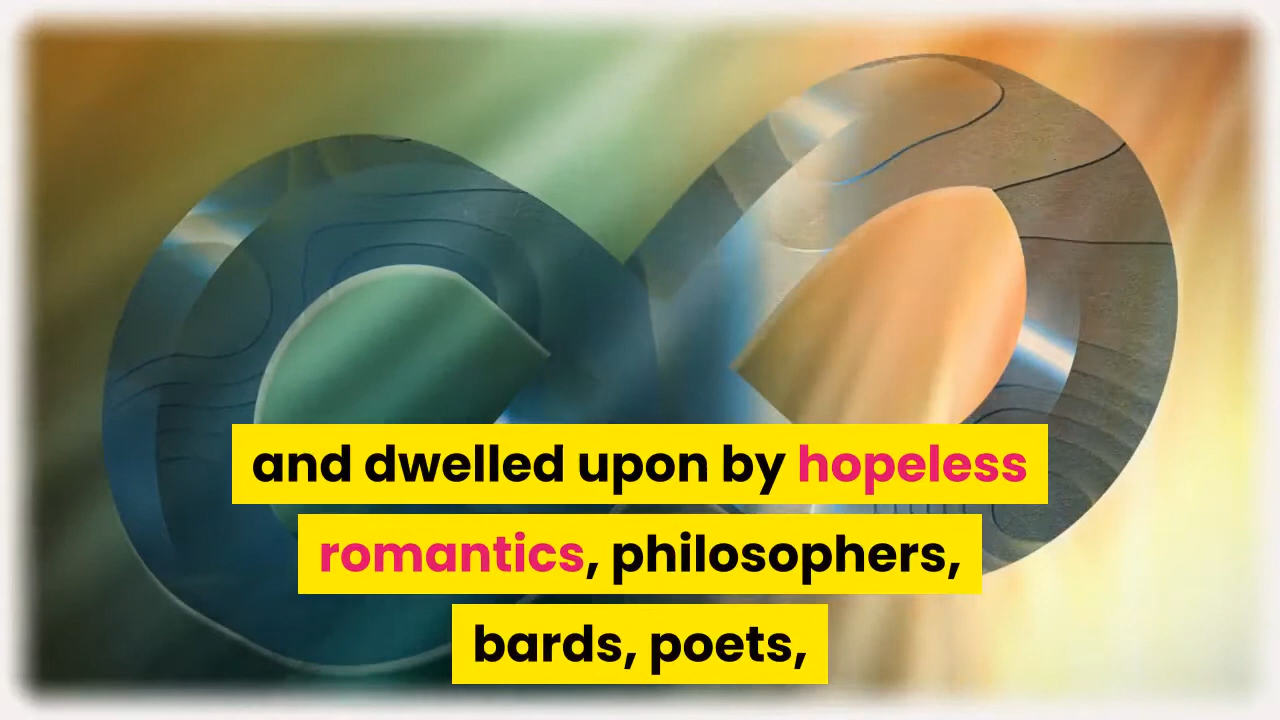 and dwelled upon by hopeless
romantics, philosophers,
bards, poets,